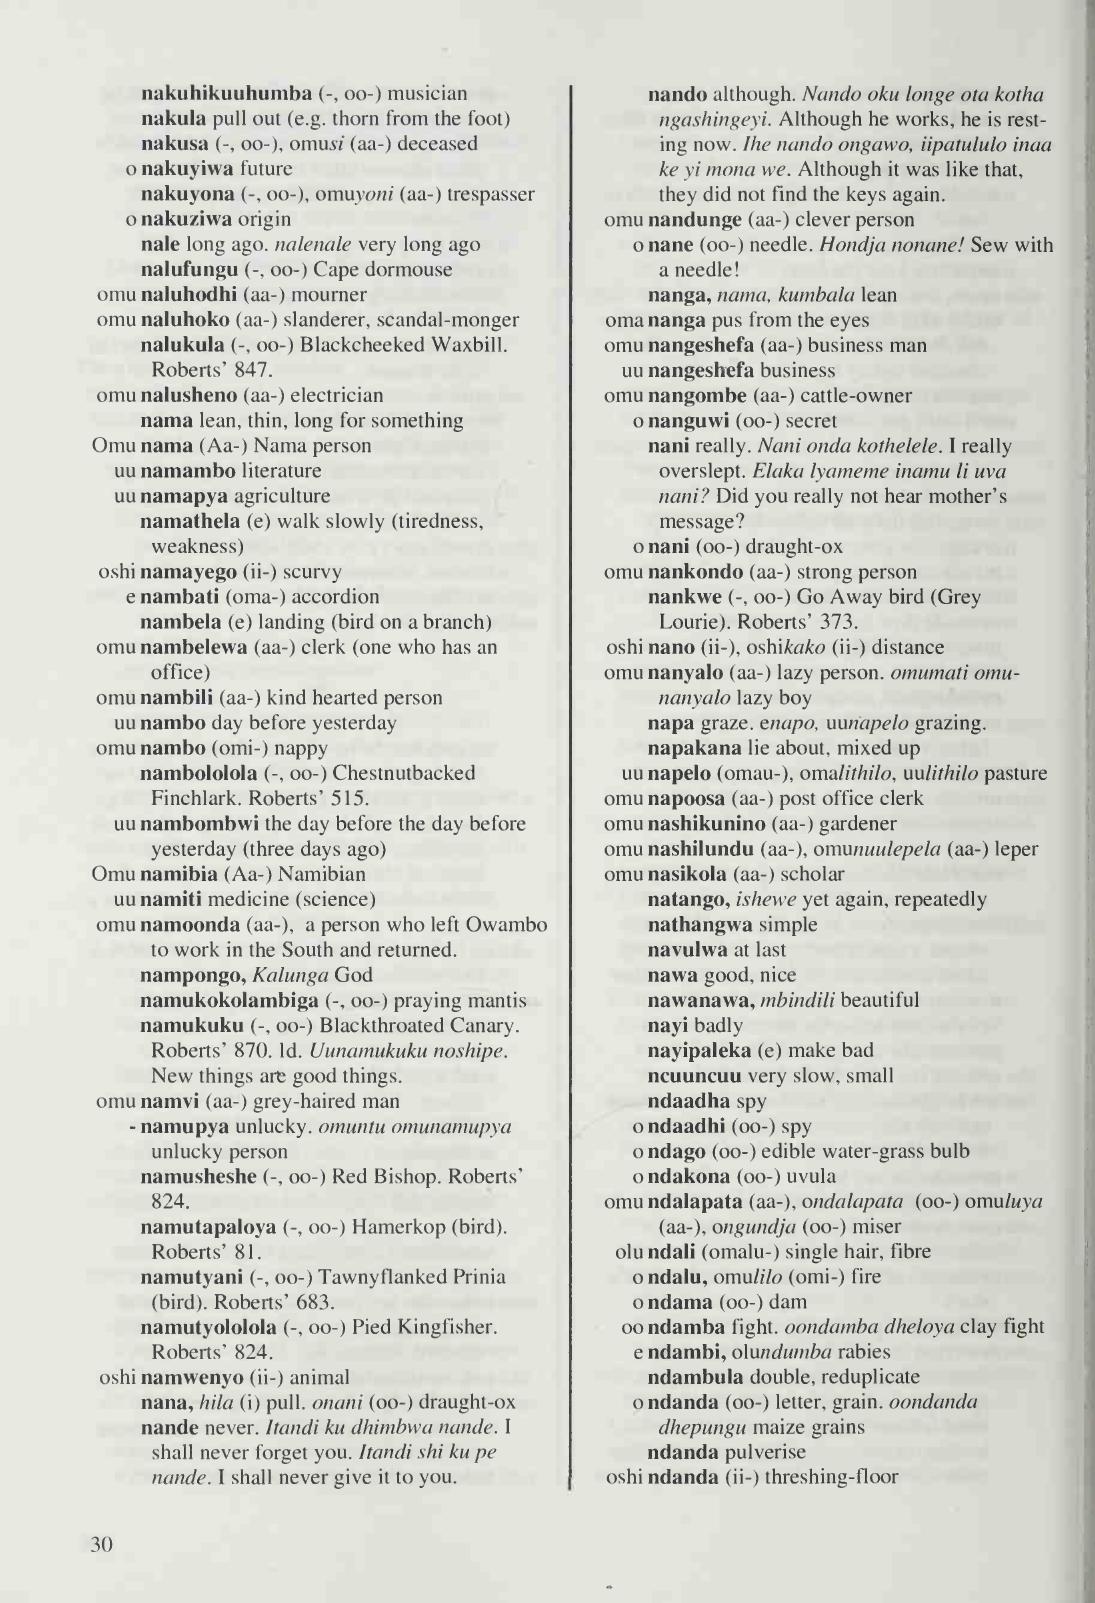 nakuhikuuhumba (-, oo-) musician
nakula pull out (e.g. thorn from the foot)
nakusa (-, oo-), omusi (aa-) deceased
o nakuyiwa future
nakuyona (-, oo-), omuyoni (aa-) trespasser
o nakuziwa origin
nale long ago. nalenale very long ago
nalufungu (-, oo-) Cape dormouse
omu naluhodhi (aa-) mourner
omu naluhoko (aa-) slanderer, scandal-monger
nalukula (-, oo-) Blackcheeked Waxbill.
Roberts' 847.
omu nalusheno (aa-) electrician
nama lean, thin, long for something
Omu nama (Aa-) Nama person
uu namambo literature
uu namapya agriculture
namathela (e) walk slowly (tiredness,
weakness)
oshi namayego (ii-) scurvy
e nambati (oma-) accordion
nambela (e) landing (bird on a branch)
omu nambelewa (aa-) clerk (one who has an
office)
omu nambili (aa-) kind hearted person
uu nambo day before yesterday
omu nambo (omi-) nappy
nambololola (-, oo-) Chestnutbacked
Finchlark. Roberts' 515.
uu nambombwi the day before the day before
yesterday (three days ago)
Omu namibia (Aa-) Namibian
uu namiti medicine (science)
omu namoonda (aa-), a person who left Owambo
to work in the South and returned.
nampongo, Kalunga God
namukokolambiga (-, oo-) praying mantis
namukuku (-, oo-) Blackthroated Canary.
Roberts' 870. Id. Uunamukuku noshipe.
New things are good things.
omu namvi (aa-) grey-haired man
- namupya unlucky. omuntu omunamupya
unlucky person
namusheshe (-, oo-) Red Bishop. Roberts'
824.
namutapaloya (-, oo-) Hamerkop (bird).
Roberts' 81.
namutyani (-, oo-) Tawnyflanked Prinia
(bird). Roberts' 683.
namutyololola (-, oo-) Pied Kingfisher.
Roberts' 824.
oshi namwenyo (ii-) animal
nana, hila (i) pull. onani (oo-) draught-ox
nande never. Itandi ku dhimbwa nande. I
shall never forget you. Itandi shi ku pe
nande. I shall never give it to you.
nando although. Nando oku longe ota kotha
ngashingeyi. Although he works, he is rest-
ing now. Ihe nando ongawo, iipatululo inaa
ke yi mona we. Although it was like that,
they did not find the keys again.
omu nandunge (aa-) clever person
o nane (oo-) needle. Hondja nonane! Sew with
a needle!
nanga, nama, kumbala lean
oma nanga pus from the eyes
omu nangeshefa (aa-) business man
uu nangeshefa business
omu nangombe (aa-) cattle-owner
o nanguwi (oo-) secret
nani really. Nani onda kothelele. I really
overslept. Elaka lyameme inamu li uva
nani? Did you really not hear mother's
message?
o nani (oo-) draught-ox
omu nankondo (aa-) strong person
nankwe (-, oo-) Go Away bird (Grey
Lourie). Roberts' 373.
oshi nano (ii-), oshikako (ii-) distance
omu nanyalo (aa-) lazy person. omumati omu-
nanyalo lazy boy
napa graze. enapo, uunapelo grazing.
napakana lie about, mixed up
uu napelo (omau-), omalithilo, uulithilo pasture
omu napoosa (aa-) post office clerk
omu nashikunino (aa-) gardener
omu nashilundu (aa-), omunuulepela (aa-) leper
omu nasikola (aa-) scholar
natango, ishewe yet again, repeatedly
nathangwa simple
navulwa at last
nawa good, nice
nawanawa, mbindili beautiful
nayi badly
nayipaleka (e) make bad
ncuuncuu very slow, small
ndaadha spy
o ndaadhi (oo-) spy
o ndago (oo-) edible water-grass bulb
o ndakona (oo-) uvula
omu ndalapata (aa-), ondalapata (oo-) omuluya
(aa-), ongundja (oo-) miser
olu ndali (omalu-) single hair, fibre
o ndalu, omulilo (omi-) fire
o ndama (oo-) dam
oo ndamba fight. oondamba dheloya clay fight
e ndambi, olundumba rabies
ndambula double, reduplicate
o ndanda (oo-) letter, grain. oondanda
dhepungu maize grains
ndanda pulverise
oshi ndanda (ii-) threshing-floor
30